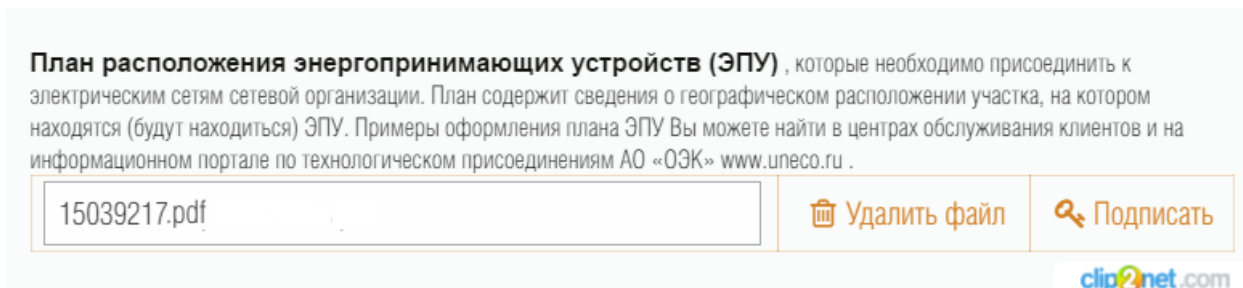 План расположения энергопринимающих устройств (ЭПУ) , которые необходимо присоединить к
электрическим сетям сетевой организации. План содержит сведения о географическом расположении участка, на котором
находятся (будут находиться) ЭПУ. Примеры оформления плана ЭПУ Вы можете найти в центрах обслуживания клиентов и на
информационном портале по технологическом присоединениям АО «ОЭК» www.uneco.ru .
15039217.pdf Удалить файл Подписать
clip2net.com